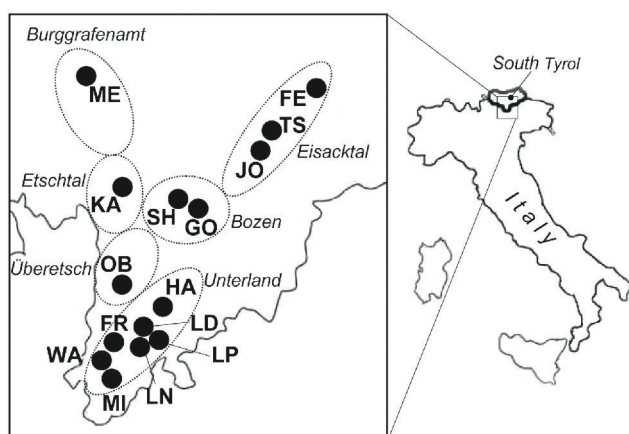 Burggrafenamt
ME
FE
TS
JO
Eisacktal
Etschtal
KA
SH
GO
Bozen
Überetsch
OB
Unterland
HA
FR
LD
LP
WA
LN
MI
South Tyrol
Italy